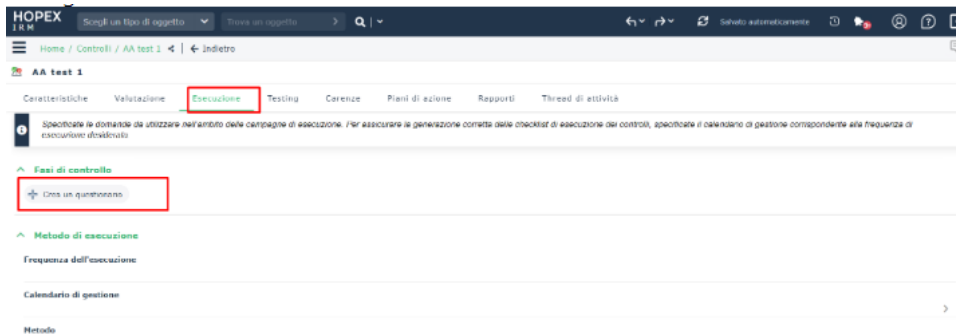 HOPEX
IRM
Scegli un tipo di oggetto
Trova un oggetto
Salvato automaticamente
Home / Controlli / AA test 1
Indietro
AA test 1
Caratteristiche Valutazione Esecuzione Testing Carenze Piani di azione Rapporti Thread di attività
Specificate le domande da utilizzare nell'ambito delle campagne di esecuzione. Per assicurare la generazione corretta delle checklist di esecuzione dei controlli, specificate il calendario di gestione corrispondente alla frequenza di
esecuzione desiderata
Fasi di controllo
Crea un questionario
Metodo di esecuzione
Frequenza dell'esecuzione
Calendario di gestione
Metodo